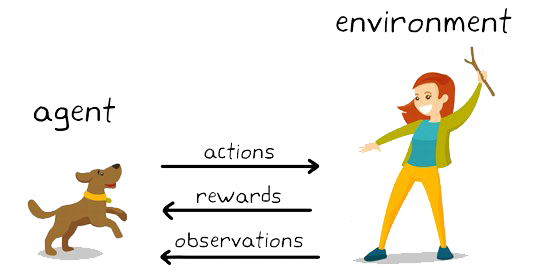 environment
agent
actions
rewards
observations